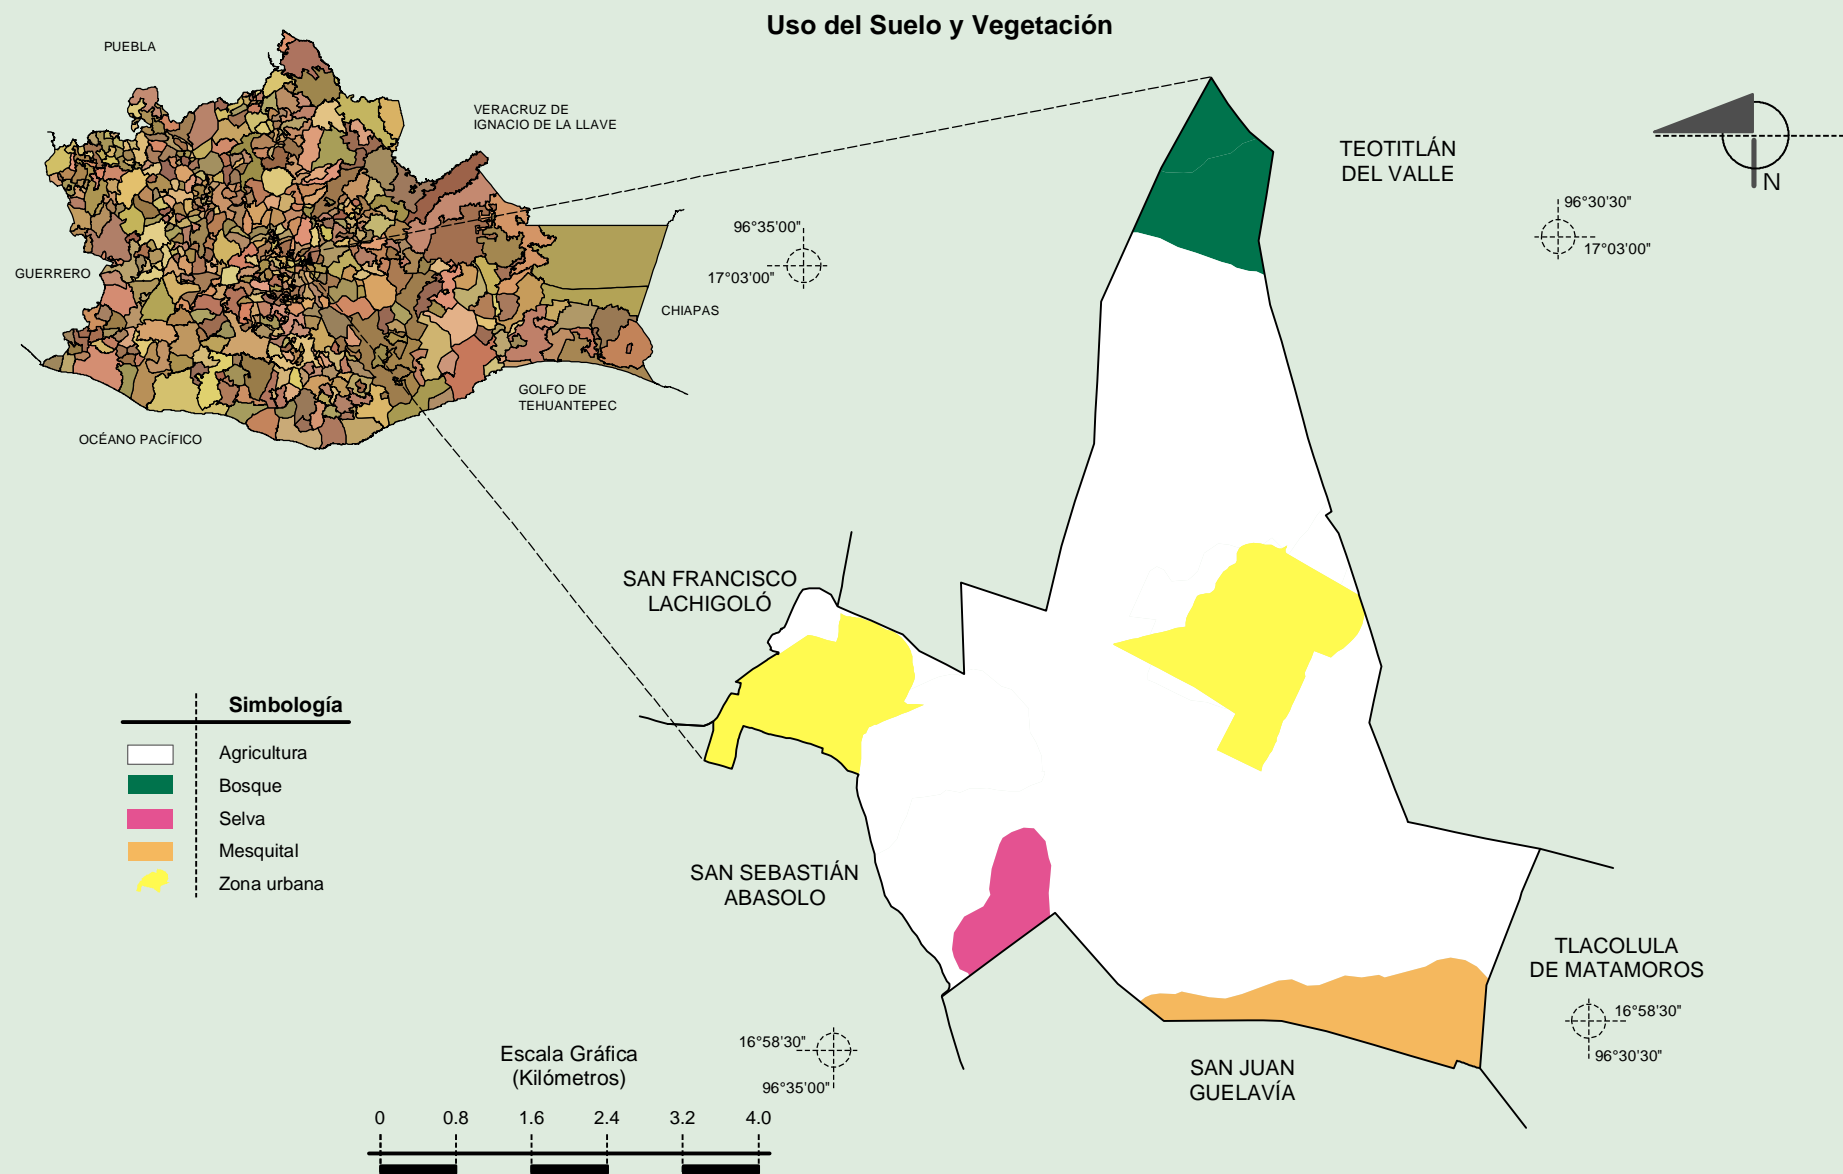 Uso del Suelo y Vegetación
PUEBLA
VERACRUZ DE
IGNACIO DE LA LLAVE
GUERRERO
CHIAPAS
GOLFO DE
TEHUANTEPEC
OCÉANO PACÍFICO
TEOTITLÁN
DEL VALLE
N
96°35'00"
17°03'00"
96°30'30"
17°03'00"
SAN FRANCISCO
LACHIGOLÓ
Simbología
Agricultura
Bosque
Selva
Mesquital
Zona urbana
SAN SEBASTIÁN
ABASOLO
TLACOLULA
DE MATAMOROS
16°58'30"
96°30'30"
16°58'30"
96°35'00"
SAN JUAN
GUELAVÍA
Escala Gráfica
(Kilómetros)
0 0.8 1.6 2.4 3.2 4.0